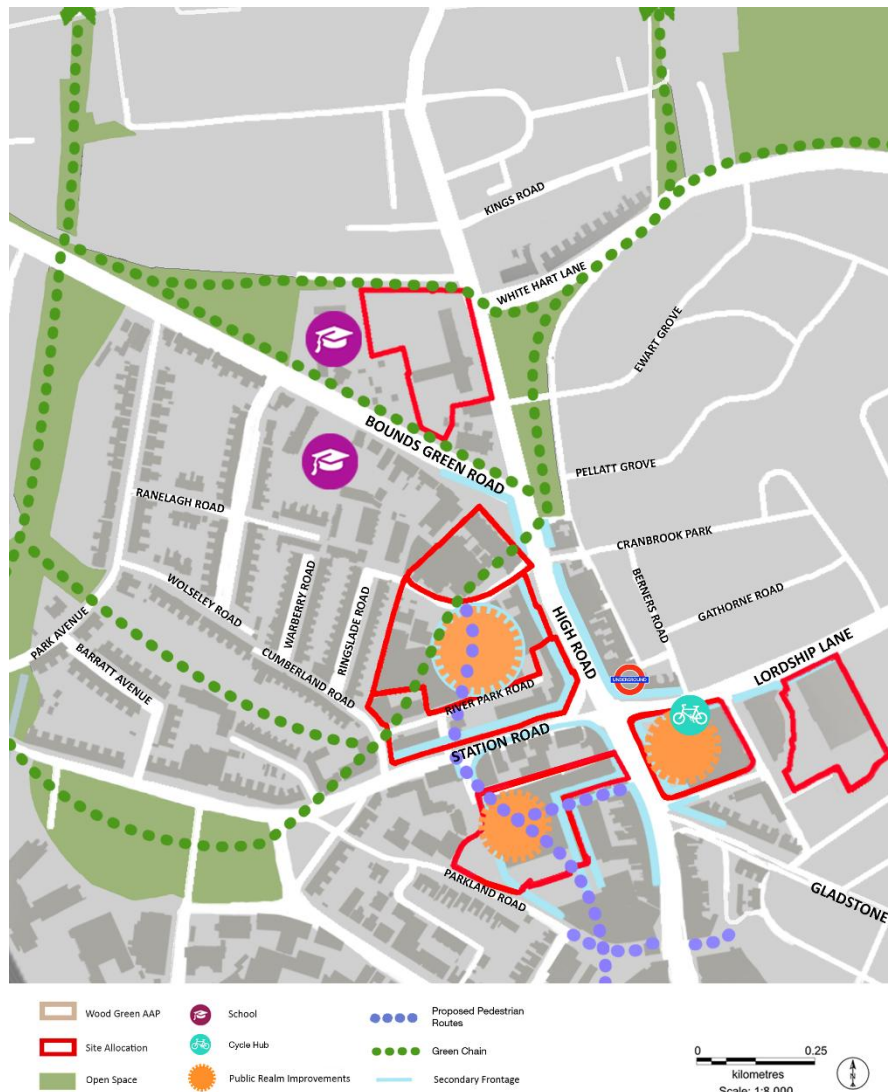 KINGS ROAD
WHITE HART LANE
EWART GROVE
BOUNDS GREEN ROAD
PELLATT GROVE
RANELAGH ROAD
CRANBROOK PARK
WOLSELEY ROAD
WARBERRY ROAD
RINGSLADE ROAD
BERNERS ROAD
GATHORNE ROAD
HIGH ROAD
PARK AVENUE
BARRATT AVENUE
CUMBERLAND ROAD
UNDERGROUND
LORDSHIP LANE
RIVER PARK ROAD
STATION ROAD
PARKLAND ROAD
GLADSTONE
Wood Green AAP
School
Proposed Pedestrian
Routes
Site Allocation
Cycle Hub
Green Chain
Open Space
Public Realm Improvements
Secondary Frontage
0 0.25
kilometres
Scale: 1:8,000
N